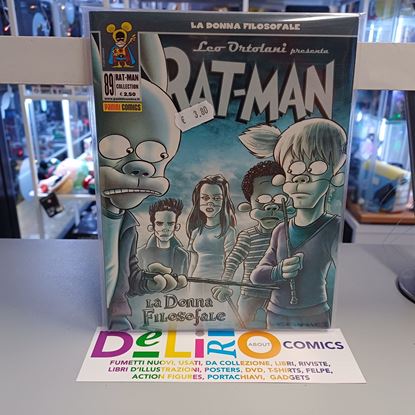 LA DONNA FILOSOFALE
Leo Ortolani presenta
RAT-MAN
89 RAT-MAN
COLLECTION
€ 2,50
PANINI COMICS
€ 3,80
La Donna
Filosofale
DELIRIO ABOUT COMICS
FUMETTI NUOVI, USATI, DA COLLEZIONE, LIBRI, RIVISTE,
LIBRI D'ILLUSTRAZIONI, POSTERS, DVD, T-SHIRTS, FELPE,
ACTION FIGURES, PORTACHIAVI, GADGETS